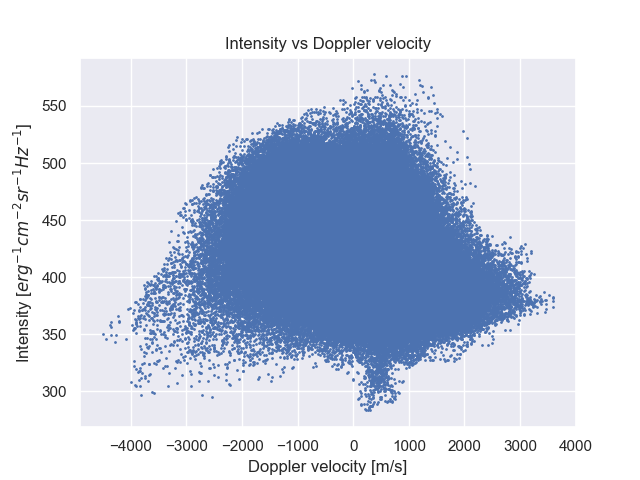 Intensity vs Doppler velocity
550
500
450
400
350
300
Intensity [erg⁻¹cm⁻²sr⁻¹Hz⁻¹]
−4000 −3000 −2000 −1000 0 1000 2000 3000 4000
Doppler velocity [m/s]